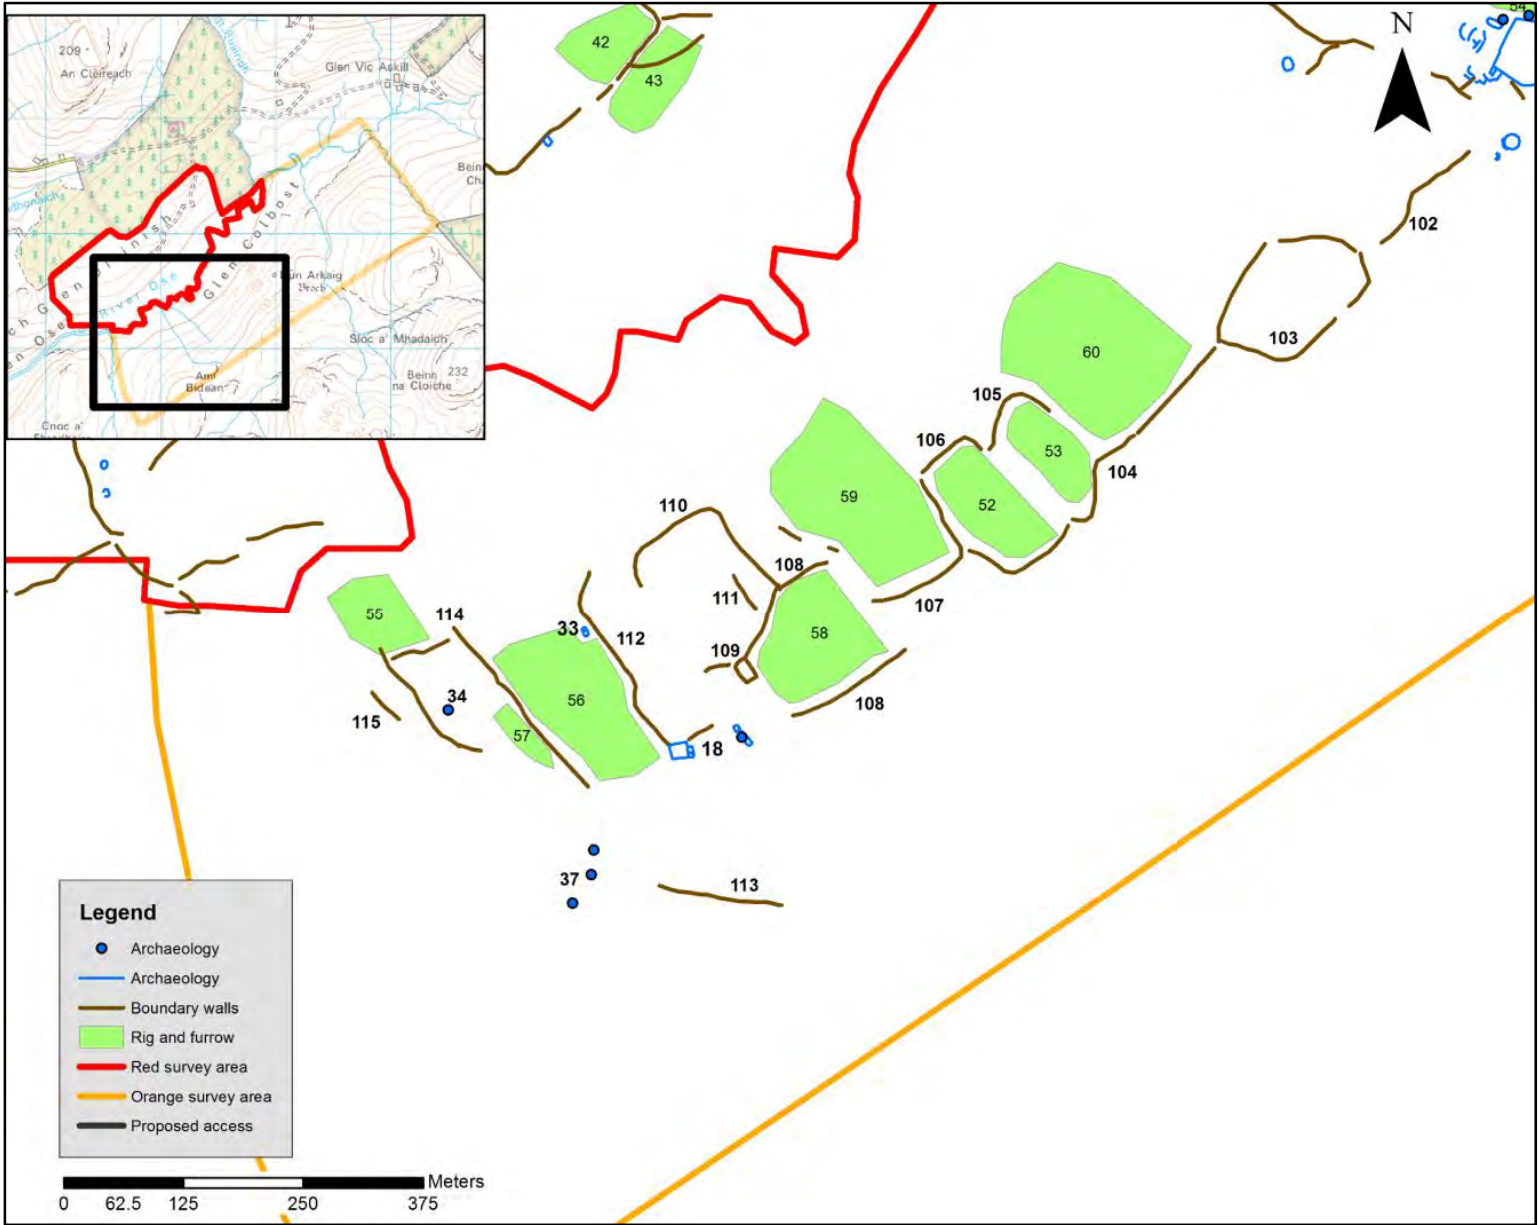 209
An Cleireach
Glen Vic Askill
Glen Colbost
River Ose
Dun Arkaig
Broch
Sloc a' Mhadaidh
Beinn 232
na Cloiche
Bidean
Cnoc a'
42
43
54
N
102
103
60
105
53
106
104
52
59
107
110
108
111
58
109
108
33
112
114
55
34
115
56
57
18
37
113
Legend
Archaeology
Archaeology
Boundary walls
Rig and furrow
Red survey area
Orange survey area
Proposed access
Meters
0 62.5 125 250 375